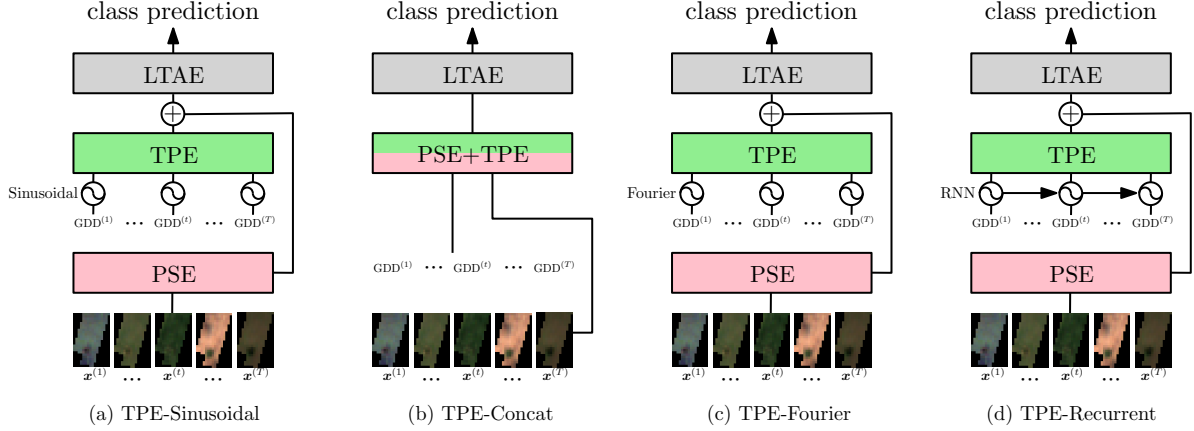 class prediction class prediction class prediction class prediction
LTAE LTAE LTAE LTAE
+ + +
TPE PSE+TPE TPE TPE
Sinusoidal Fourier RNN
GDD(1) ... GDD(t) ... GDD(T) GDD(1) ... GDD(t) ... GDD(T) GDD(1) ... GDD(t) ... GDD(T)
GDD(1) ... GDD(t) ... GDD(T)
PSE PSE PSE
x(1) ... x(t) ... x(T) x(1) ... x(t) ... x(T) x(1) ... x(t) ... x(T) x(1) ... x(t) ... x(T)
(a) TPE-Sinusoidal (b) TPE-Concat (c) TPE-Fourier (d) TPE-Recurrent